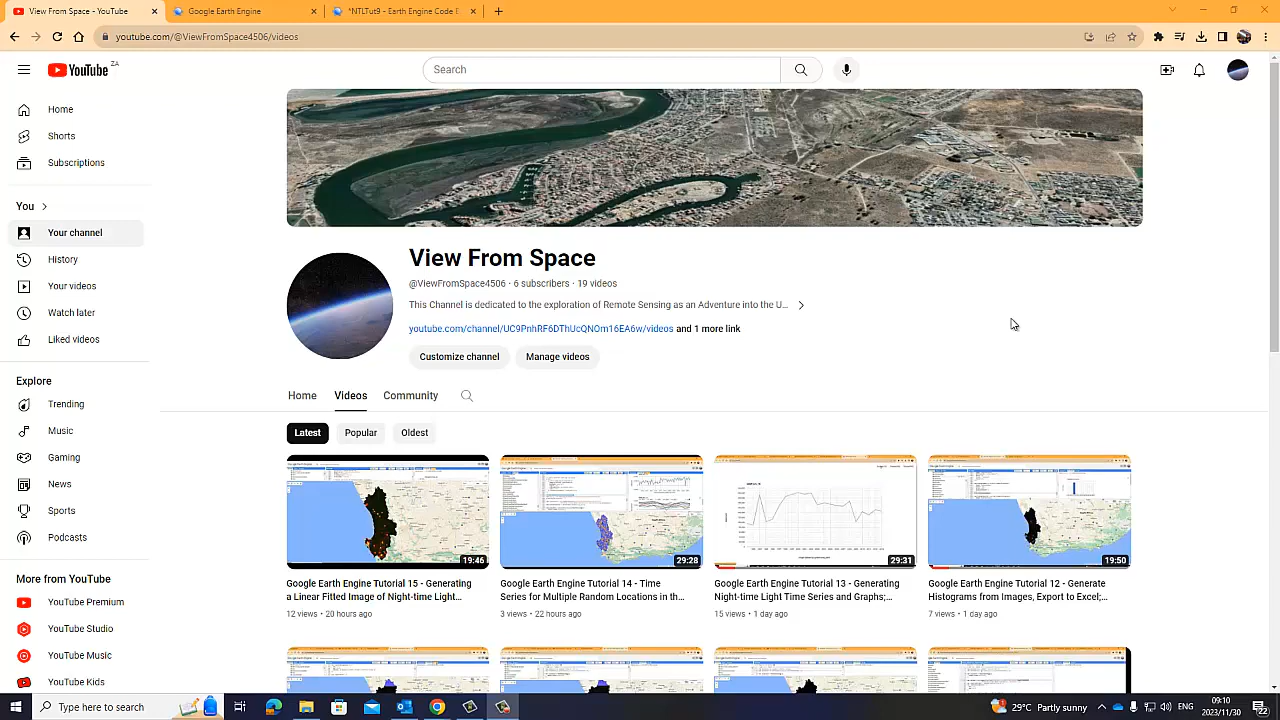 View From Space - YouTube
Google Earth Engine
*NTLTut9 - Earth Engine Code E
youtube.com/@ViewFromSpace4506/videos
YouTube ZA
Search
Home
Shorts
Subscriptions
You
Your channel
History
Your videos
Watch later
Liked videos
Explore
Trending
Music
Gaming
News
Sports
Podcasts
More from YouTube
YouTube Premium
YouTube Studio
YouTube Music
YouTube Kids
View From Space
@ViewFromSpace4506 · 6 subscribers · 19 videos
This Channel is dedicated to the exploration of Remote Sensing as an Adventure into the U...
youtube.com/channel/UC9PnhRF6DThUcQNOm16EA6w/videos and 1 more link
Customize channel
Manage videos
Home
Videos
Community
Latest
Popular
Oldest
19:46
29:28
29:31
19:50
Google Earth Engine Tutorial 15 - Generating
a Linear Fitted Image of Night-time Light...
12 views · 20 hours ago
Google Earth Engine Tutorial 14 - Time
Series for Multiple Random Locations in th...
3 views · 22 hours ago
Google Earth Engine Tutorial 13 - Generating
Night-time Light Time Series and Graphs;...
15 views · 1 day ago
Google Earth Engine Tutorial 12 - Generate
Histograms from Images, Export to Excel;...
7 views · 1 day ago
Type here to search
29°C Partly sunny
09:10
2023/11/30